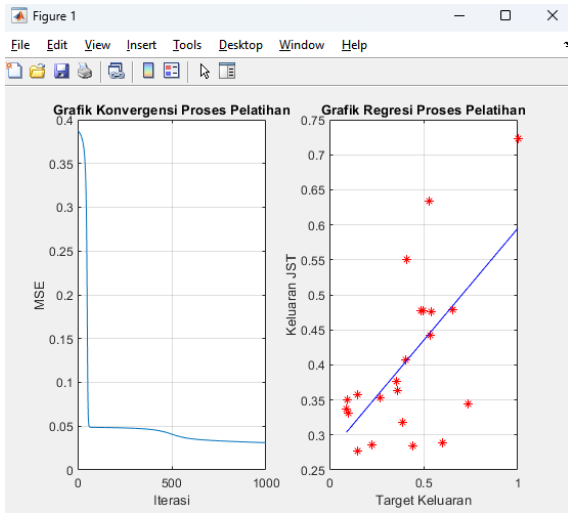 Figure 1
File Edit View Insert Tools Desktop Window Help
Grafik Konvergensi Proses Pelatihan
0.4
0.35
0.3
0.25
0.2
0.15
0.1
0.05
0
MSE
0 500 1000
Iterasi
Grafik Regresi Proses Pelatihan
0.75
0.7
0.65
0.6
0.55
0.5
0.45
0.4
0.35
0.3
0.25
Keluaran JST
0 0.5 1
Target Keluaran